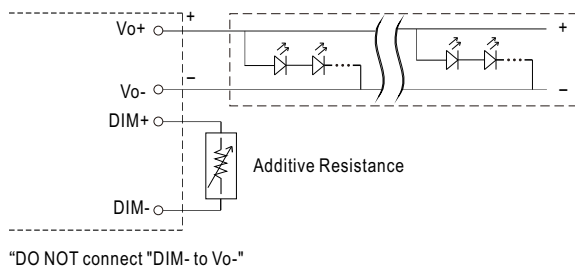 +
Vo+
+
−
−
Vo-
DIM+
Additive Resistance
DIM-
“DO NOT connect "DIM- to Vo-"